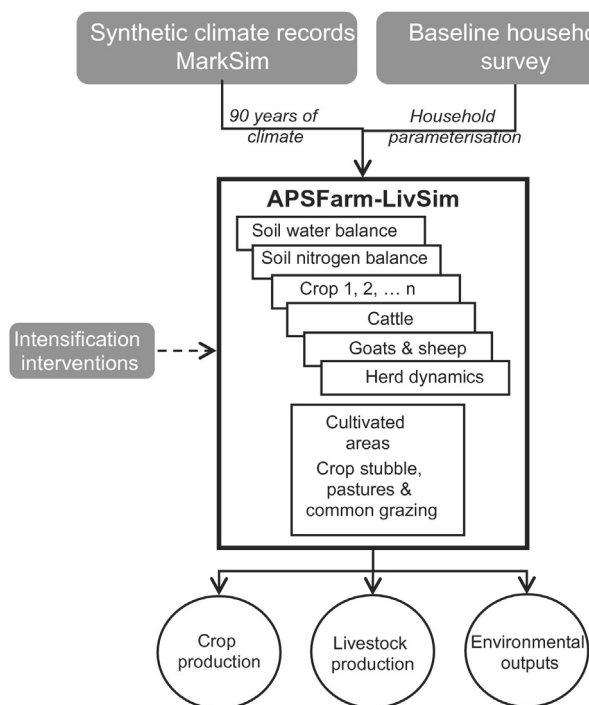 Synthetic climate records
MarkSim
Baseline househo
survey
90 years of
climate
Household
parameterisation
APSFarm-LivSim
Soil water balance
Soil nitrogen balance
Crop 1, 2, ... n
Cattle
Goats & sheep
Herd dynamics
Intensification
interventions
Cultivated
areas
Crop stubble,
pastures &
common grazing
Crop
production
Livestock
production
Environmental
outputs